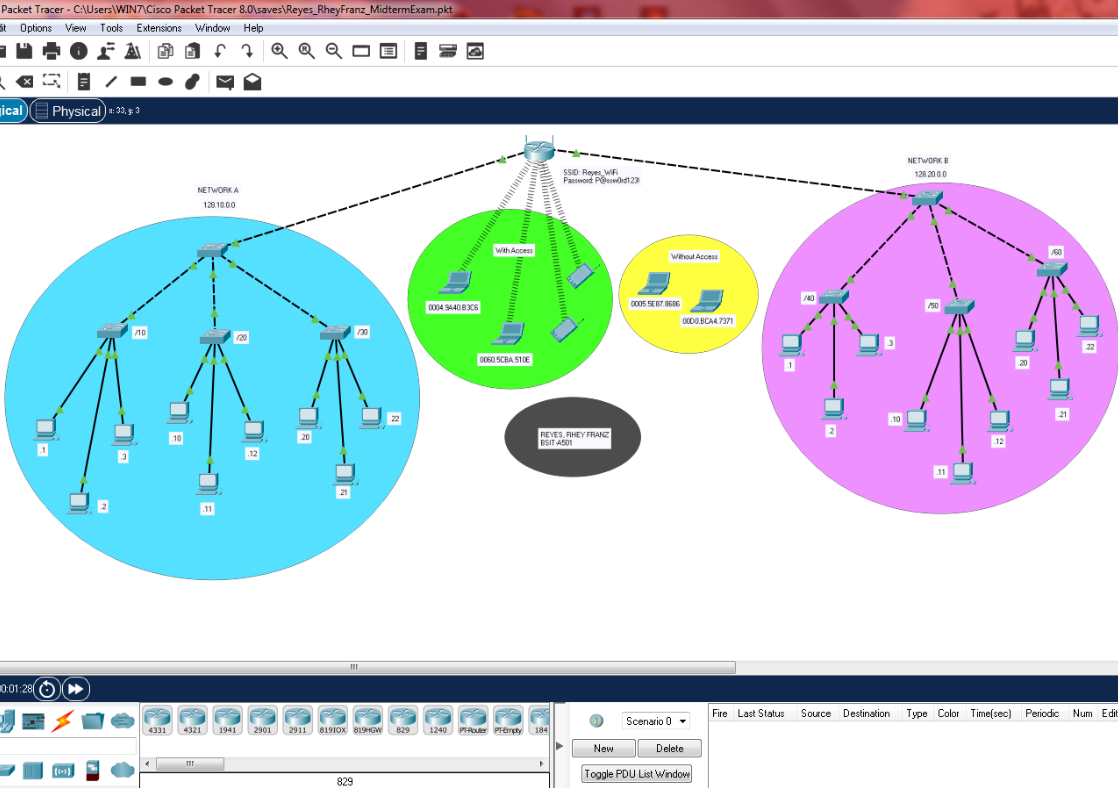 Packet Tracer - C:\Users\WIN7\Cisco Packet Tracer 8.0\saves\Reyes_RheyFranz_MidtermExam.pkt
dit Options View Tools Extensions Window Help
gical Physical x: 33, y: 3
NETWORK A
128.10.0.0
SSID: Reyes_WiFi
Password: P@ssw0rd123!
NETWORK B
128.20.0.0
With Access
Without Access
0004.9A40.B3C6
0060.5CBA.510E
0005.5E87.8686
00D0.BCA4.7371
/10
/20
/30
.1
.2
.3
.10
.11
.12
.20
.21
22
REYES, RHEY FRANZ
BSIT-A501
/40
/50
/60
.1
.2
.3
.10
.11
.12
.20
.21
.22
00:01:28
4331 4321 1941 2901 2911 819IOX 819HGW 829 1240 PT-Router PT-Empty 184
829
Scenario 0
New Delete
Toggle PDU List Window
Fire Last Status Source Destination Type Color Time(sec) Periodic Num Edit